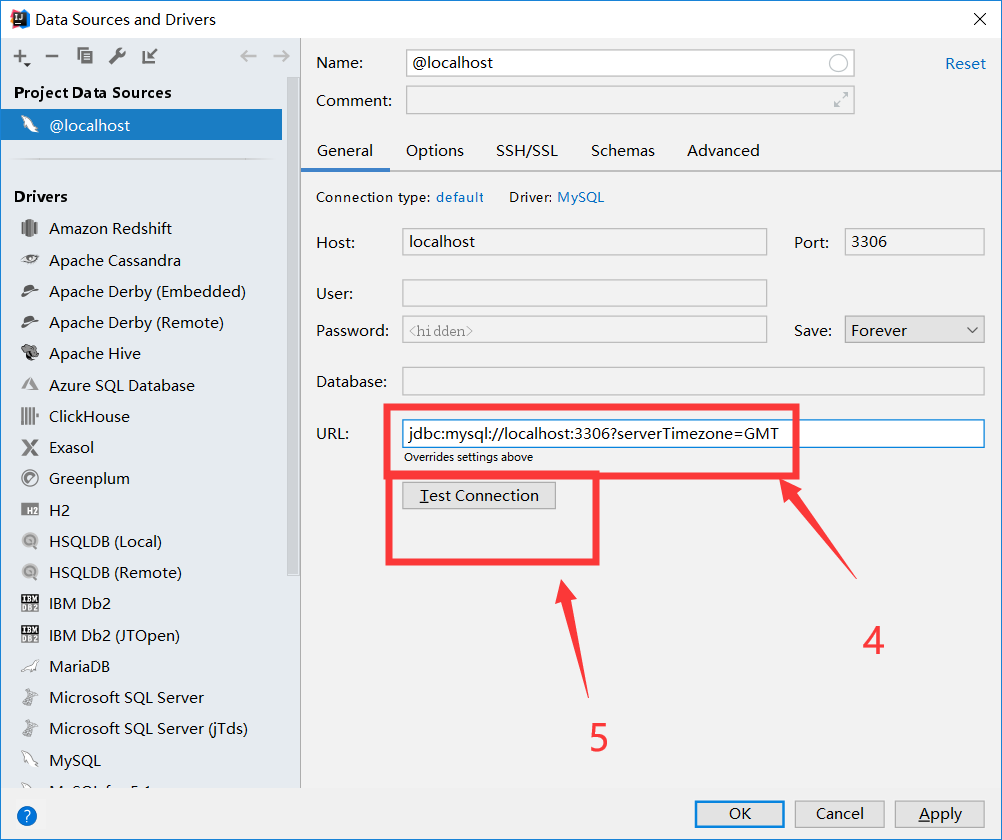 Data Sources and Drivers
Project Data Sources
@localhost
Drivers
Amazon Redshift
Apache Cassandra
Apache Derby (Embedded)
Apache Derby (Remote)
Apache Hive
Azure SQL Database
ClickHouse
Exasol
Greenplum
H2
HSQLDB (Local)
HSQLDB (Remote)
IBM Db2
IBM Db2 (JTOpen)
MariaDB
Microsoft SQL Server
Microsoft SQL Server (jTds)
MySQL
Name: @localhost Reset
Comment:
General Options SSH/SSL Schemas Advanced
Connection type: default Driver: MySQL
Host: localhost Port: 3306
User:
Password: <hidden> Save: Forever
Database:
URL: jdbc:mysql://localhost:3306?serverTimezone=GMT
Overrides settings above
Test Connection
4
5
? OK Cancel Apply